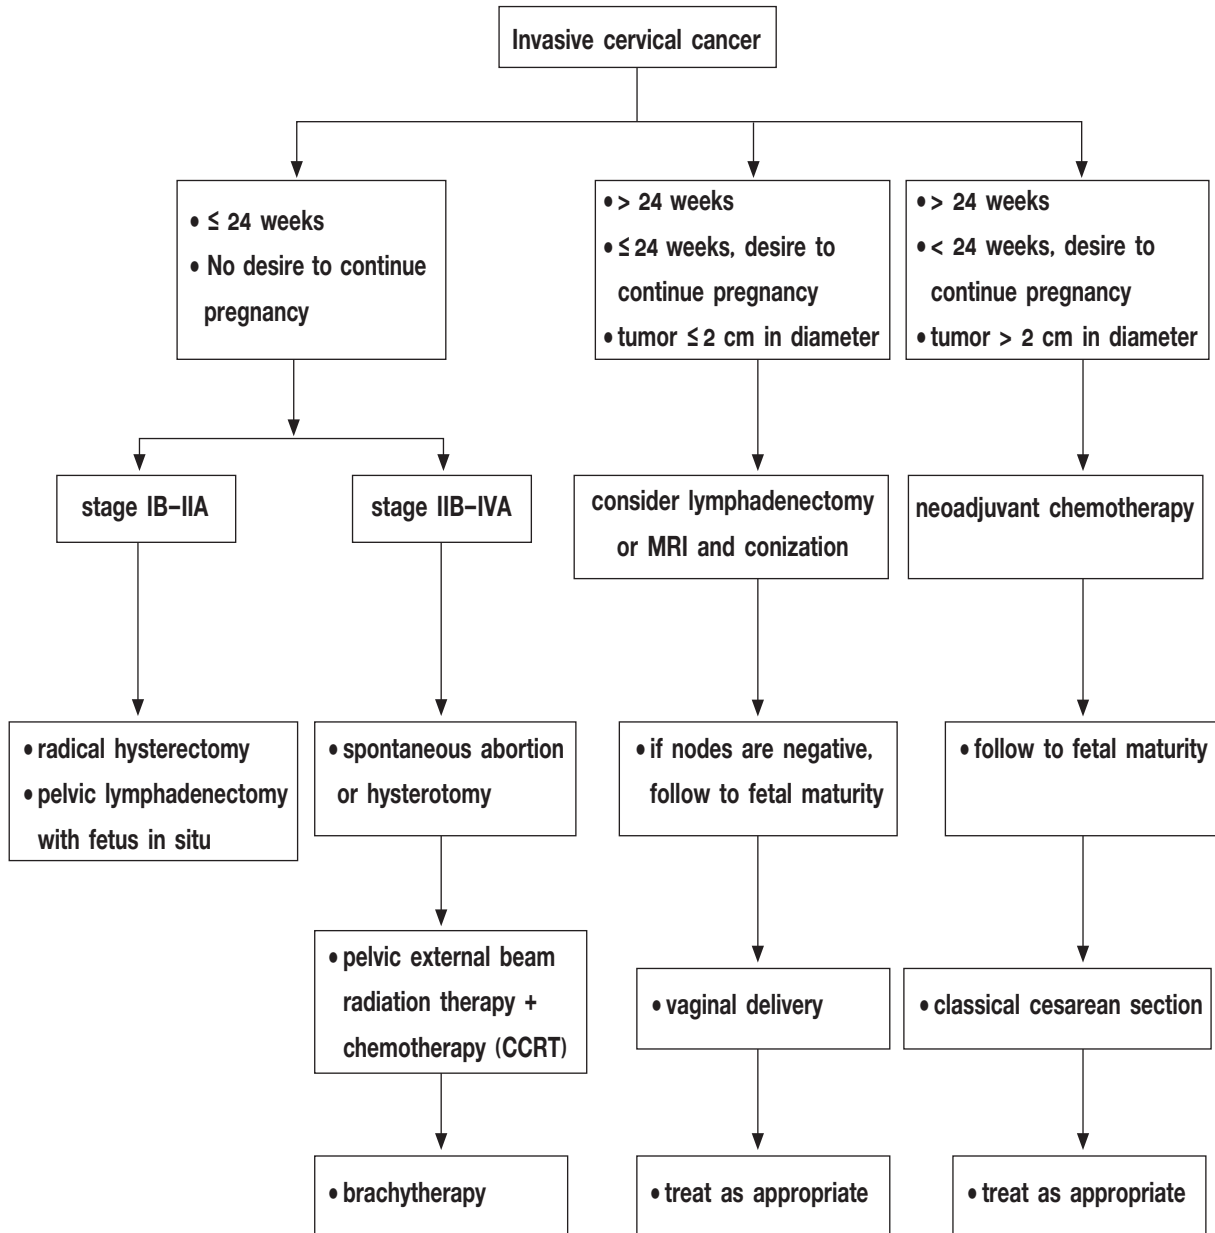 Invasive cervical cancer
• ≤ 24 weeks
• No desire to continue
pregnancy
• > 24 weeks
• ≤ 24 weeks, desire to
continue pregnancy
• tumor ≤ 2 cm in diameter
• > 24 weeks
• < 24 weeks, desire to
continue pregnancy
• tumor > 2 cm in diameter
stage IB–IIA
stage IIB–IVA
consider lymphadenectomy
or MRI and conization
neoadjuvant chemotherapy
• radical hysterectomy
• pelvic lymphadenectomy
with fetus in situ
• spontaneous abortion
or hysterotomy
• if nodes are negative,
follow to fetal maturity
• follow to fetal maturity
• pelvic external beam
radiation therapy +
chemotherapy (CCRT)
• vaginal delivery
• classical cesarean section
• brachytherapy
• treat as appropriate
• treat as appropriate